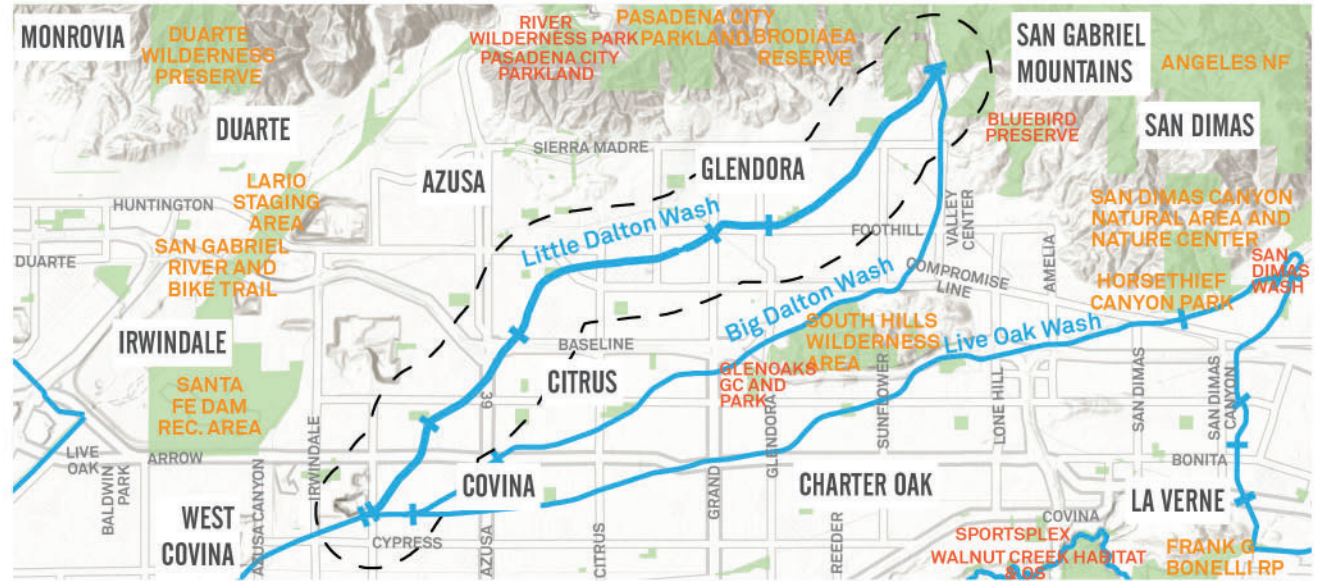 MONROVIA
DUARTE
WILDERNESS
PRESERVE
RIVER
WILDERNESS PARK
PASADENA CITY
PARKLAND
PASADENA CITY
PARKLAND
BRODIAEA
RESERVE
SAN GABRIEL
MOUNTAINS
ANGELES NF
DUARTE
BLUEBIRD
PRESERVE
SAN DIMAS
SIERRA MADRE
GLENDORA
AZUSA
LARIO
STAGING
AREA
HUNTINGTON
Little Dalton Wash
VALLEY
CENTER
SAN DIMAS CANYON
NATURAL AREA AND
NATURE CENTER
FOOTHILL
DUARTE
SAN GABRIEL
RIVER AND
BIKE TRAIL
COMPROMISE
LINE
AMELIA
SAN
DIMAS
WASH
HORSETHIEF
CANYON PARK
Big Dalton Wash
SOUTH HILLS
WILDERNESS
AREA
Live Oak Wash
IRWINDALE
BASELINE
CITRUS
GLENOAKS
GC AND
PARK
SANTA
FE DAM
REC. AREA
39
GLENDORA
SUNFLOWER
LONE HILL
SAN DIMAS
SAN DIMAS
CANYON
LIVE
OAK
ARROW
BALDWIN
PARK
AZUSA CANYON
IRWINDALE
COVINA
GRAND
CHARTER OAK
BONITA
LA VERNE
WEST
COVINA
CYPRESS
AZUSA
CITRUS
REEDER
COVINA
SPORTSPLEX
WALNUT CREEK HABITAT
& OS
FRANK G
BONELLI RP